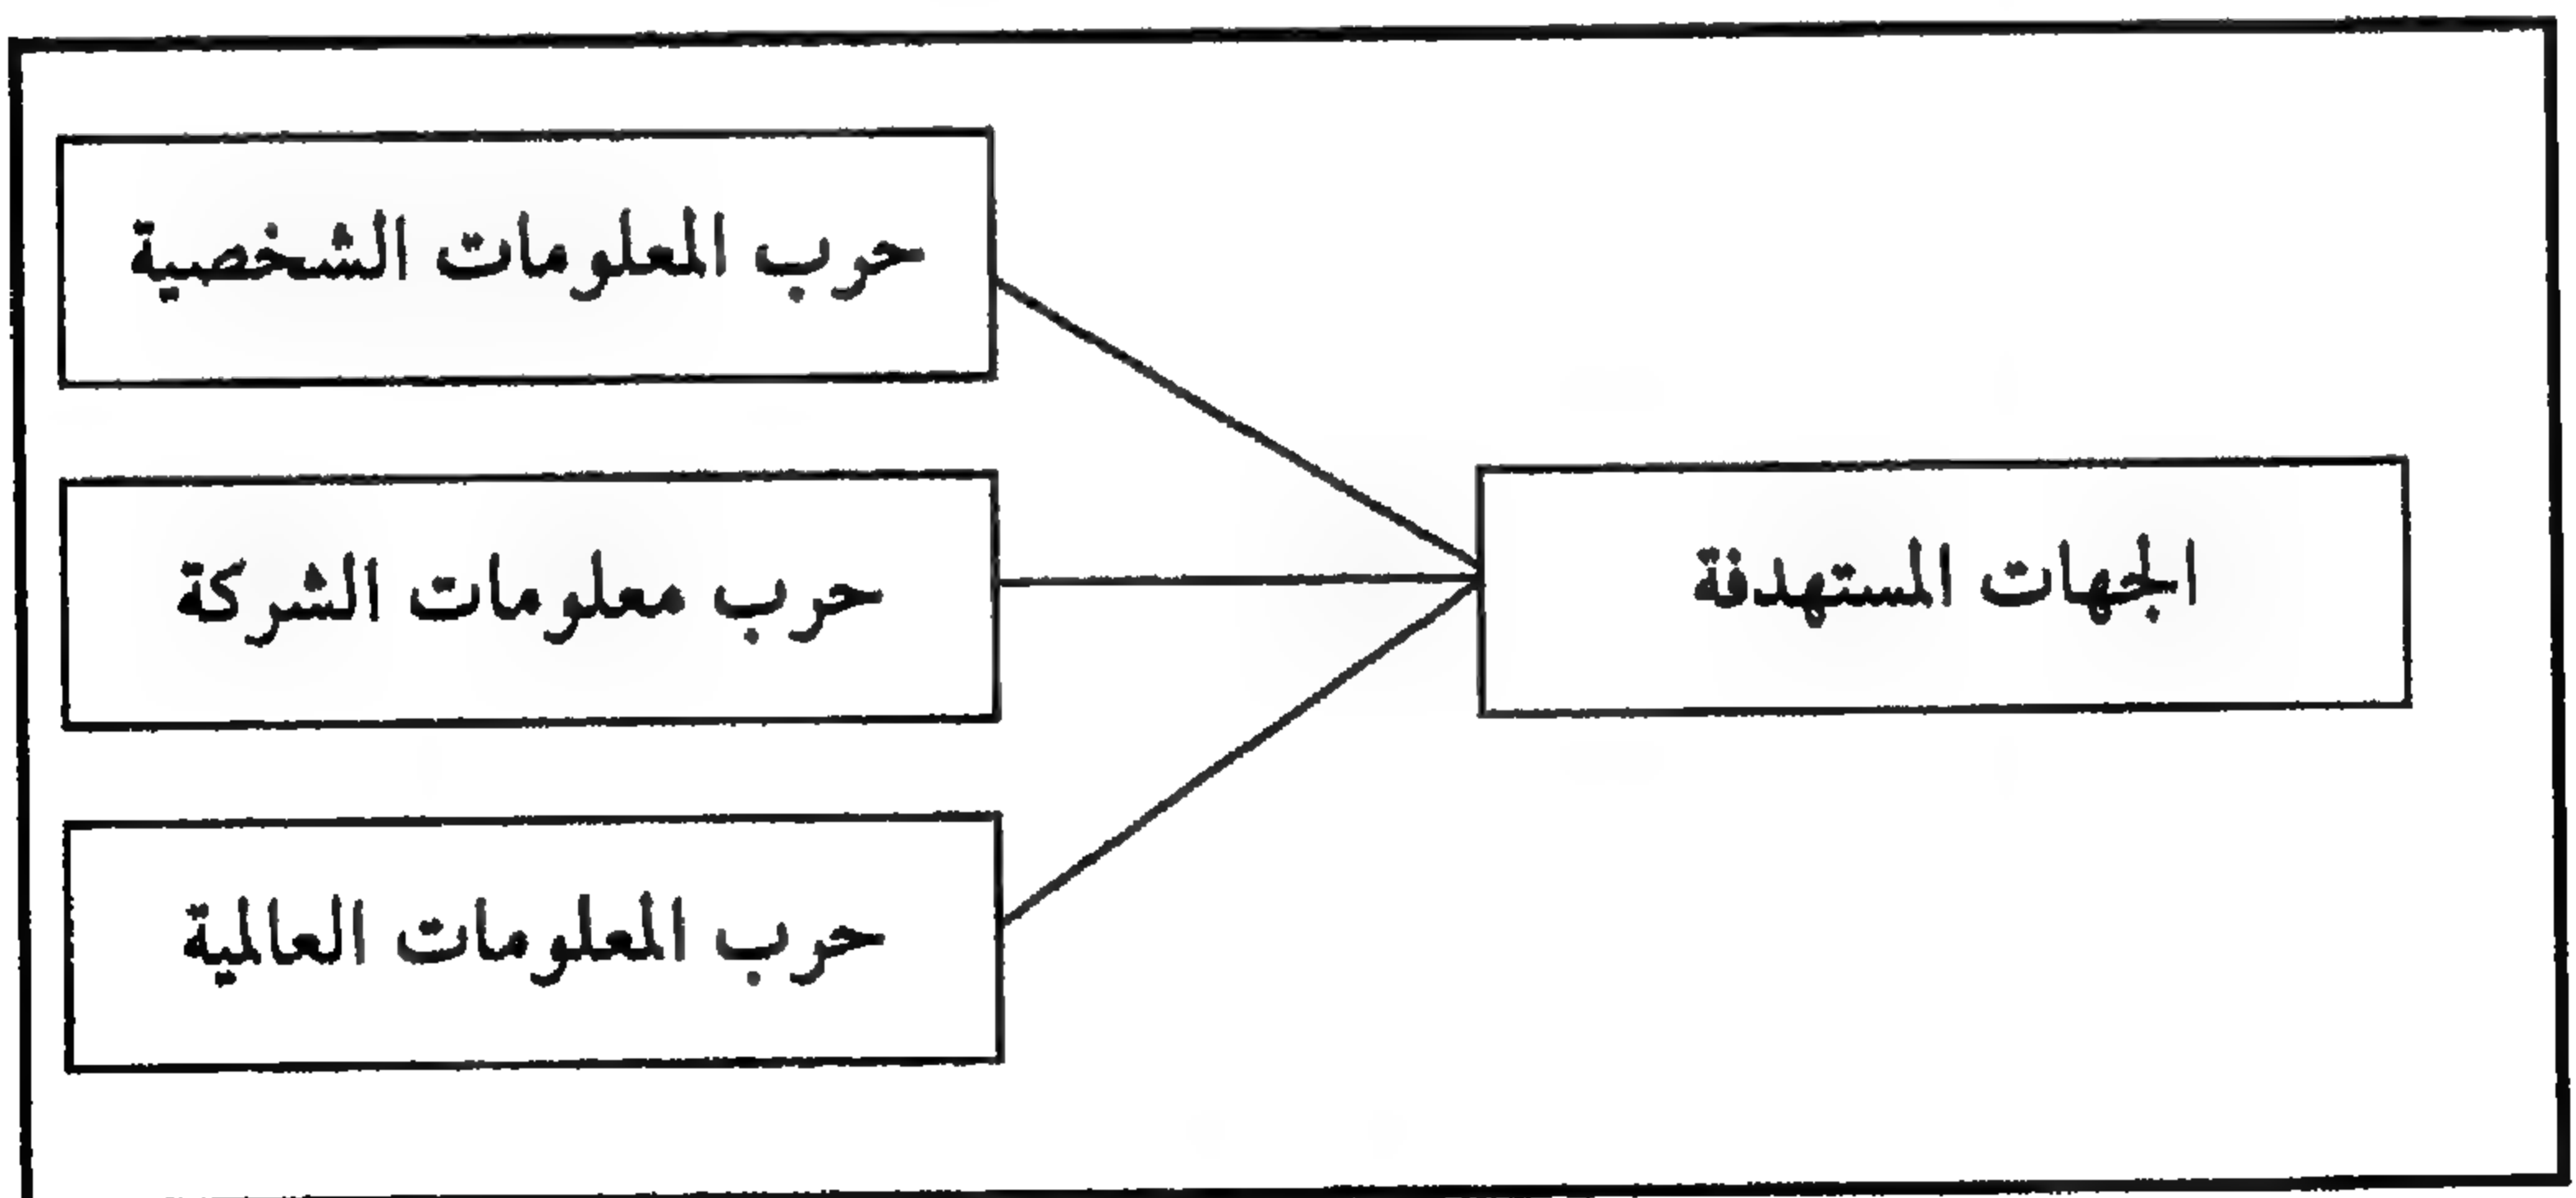 الجهات المستهدفة
حرب المعلومات الشخصية
حرب معلومات الشركة
حرب المعلومات العالمية